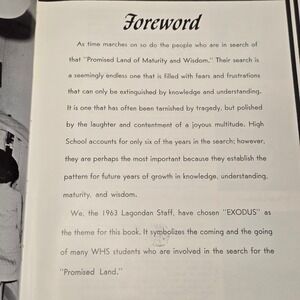 Foreword
As time marches on so do the people who are in search of
that "Promised Land of Maturity and Wisdom." Their search is
a seemingly endless one that is filled with fears and frustrations
that can only be extinguished by knowledge and understanding.
It is one that has often been tarnished by tragedy, but polished
by the laughter and contentment of a joyous multitude. High
School accounts for only six of the years in the search; however,
they are perhaps the most important because they establish the
pattern for future years of growth in knowledge, understanding,
maturity, and wisdom.
We, the 1963 Lagondan Staff, have chosen "EXODUS" as
the theme for this book. It symbolizes the coming and the going
of many WHS students who are involved in the search for the
"Promised Land."